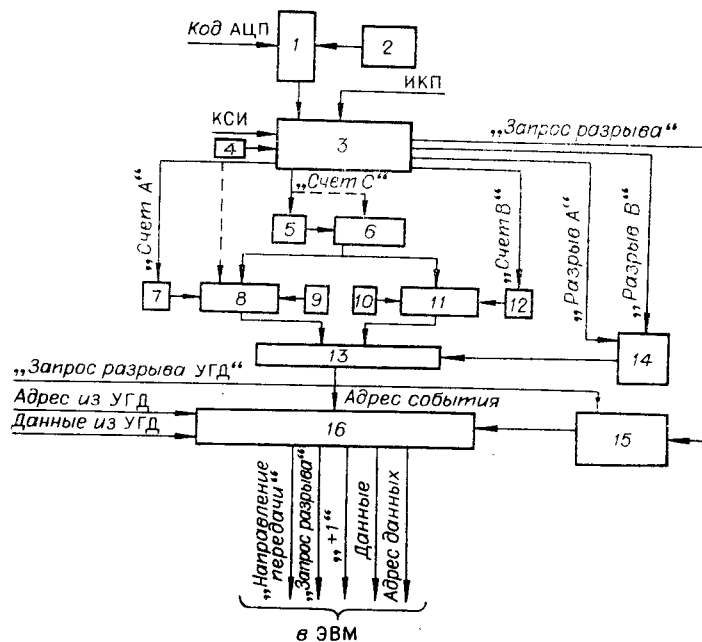 Код АЦП
1
2
ИКП
КСИ
4
3
„Запрос разрыва“
„Счет А“
„Счет С“
„Счет В“
„Разрыв А“
„Разрыв В“
5
6
7
8
9
10
11
12
13
14
„Запрос разрыва УГД“
Адрес из УГД
Данные из УГД
Адрес события
16
15
„Направление
передачи“
„Запрос разрыва“
„+1“
Данные
Адрес данных
в ЭВМ